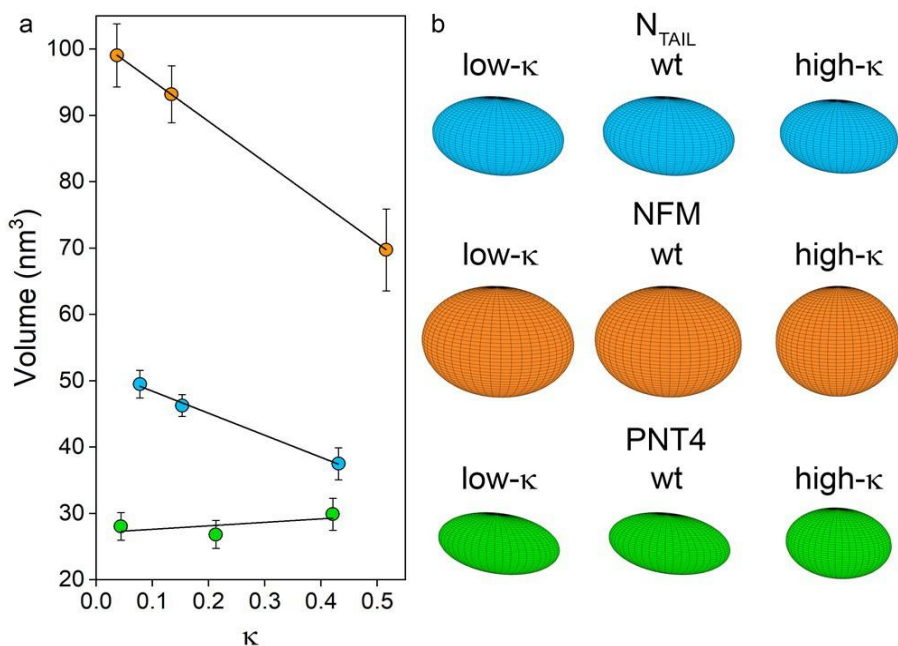 a
Volume (nm³)
100
90
80
70
60
50
40
30
20
0.0 0.1 0.2 0.3 0.4 0.5
κ
b
N_TAIL
low-κ wt high-κ
NFM
low-κ wt high-κ
PNT4
low-κ wt high-κ